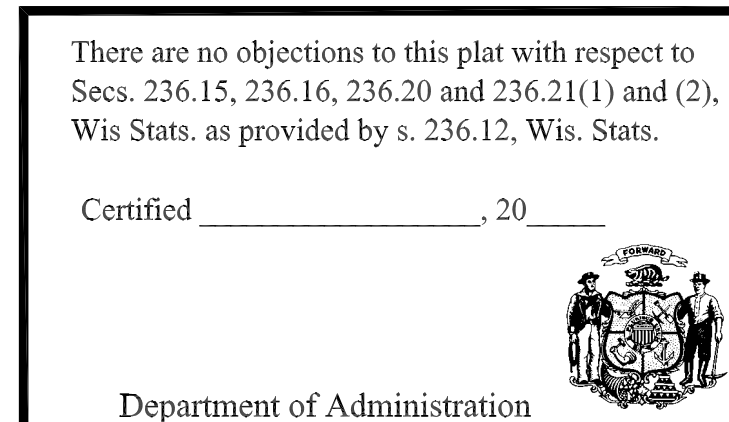 There are no objections to this plat with respect to
Secs. 236.15, 236.16, 236.20 and 236.21(1) and (2),
Wis Stats. as provided by s. 236.12, Wis. Stats.
Certified ____________________, 20_____
FORWARD
Department of Administration